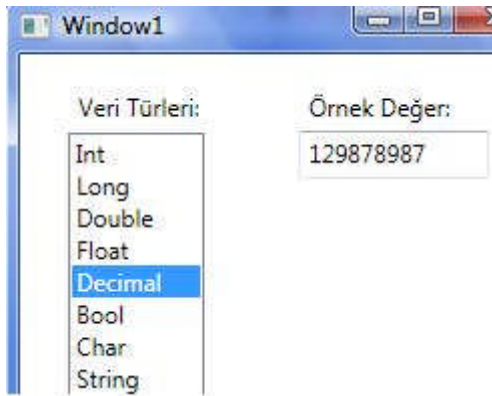 Window1
Veri Türleri:
Örnek Değer:
Int
129878987
Long
Double
Float
Decimal
Bool
Char
String